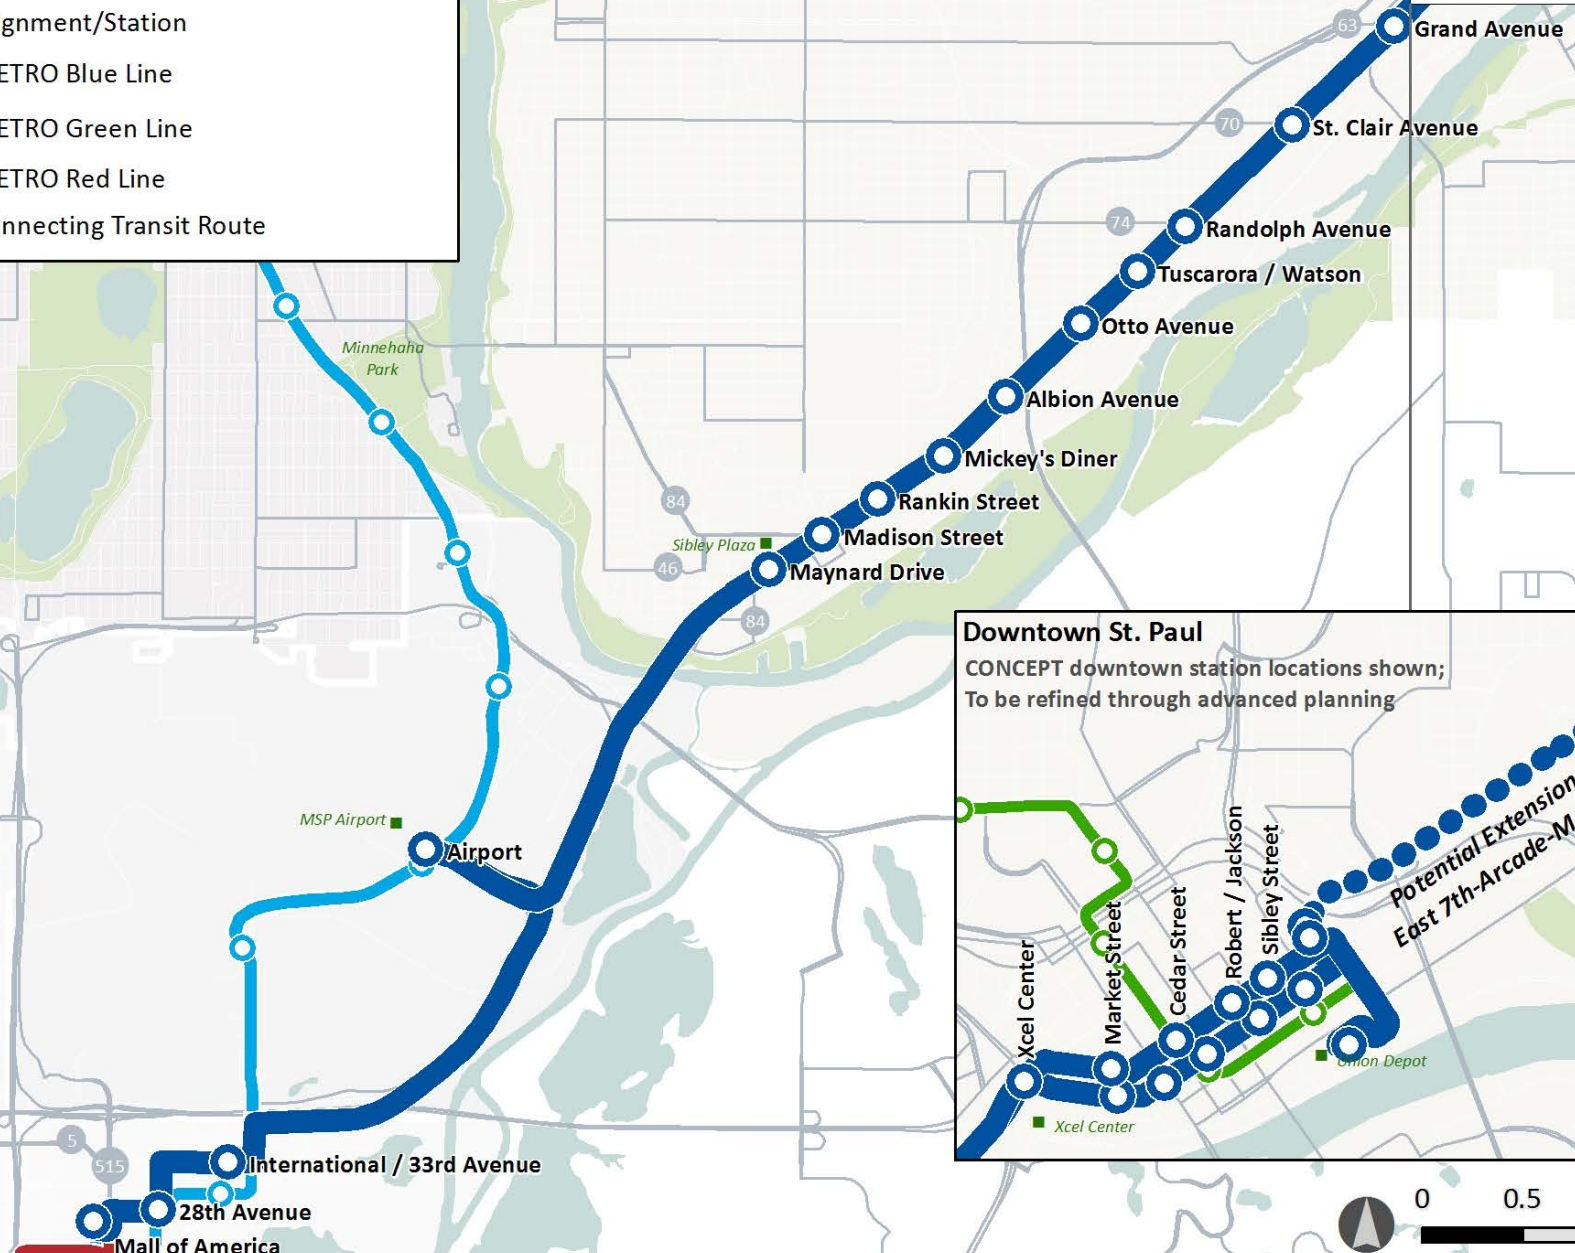 gnment/Station
ETRO Blue Line
ETRO Green Line
ETRO Red Line
nnecting Transit Route
63
Grand Avenue
70
St. Clair Avenue
74
Randolph Avenue
Tuscarora / Watson
Otto Avenue
Minnehaha
Park
Albion Avenue
Mickey's Diner
84
Rankin Street
Madison Street
Sibley Plaza
46
Maynard Drive
84
MSP Airport
Airport
5
515
International / 33rd Avenue
28th Avenue
Mall of America
Downtown St. Paul
CONCEPT downtown station locations shown;
To be refined through advanced planning
Potential Extension
East 7th-Arcade-M
Xcel Center
Market Street
Cedar Street
Robert / Jackson
Sibley Street
Union Depot
Xcel Center
0 0.5